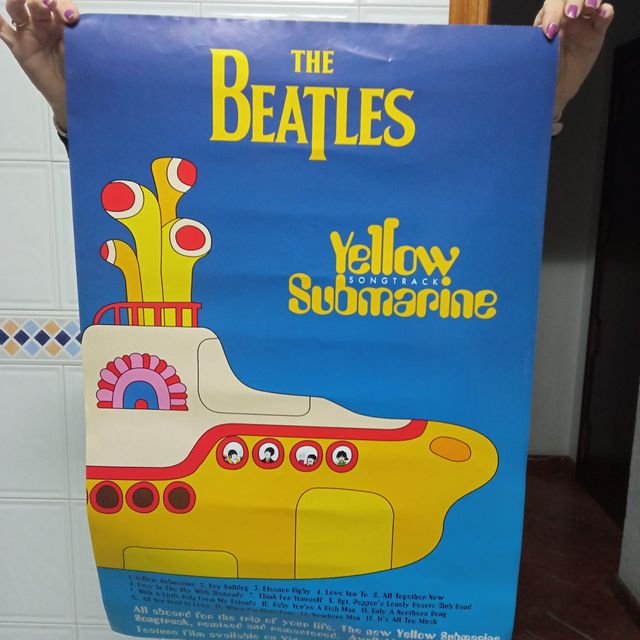 THE
BEATLES
Yellow
SONGTRACK
Submarine
1. Yellow Submarine 2. Hey Bulldog 3. Eleanor Rigby 4. Love You To 5. All Together Now
6. Lucy In The Sky With Diamonds 7. Think For Yourself 8. Sgt. Pepper's Lonely Hearts Club Band
9. With A Little Help From My Friends 10. Baby You're A Rich Man 11. Only A Northern Song
12. All You Need Is Love 13. When I'm Sixty-Four 14. Nowhere Man 15. It's All Too Much
All aboard for the trip of your life. The new Yellow Submarine
Songtrack, remixed and remastered.
Feature Film available on